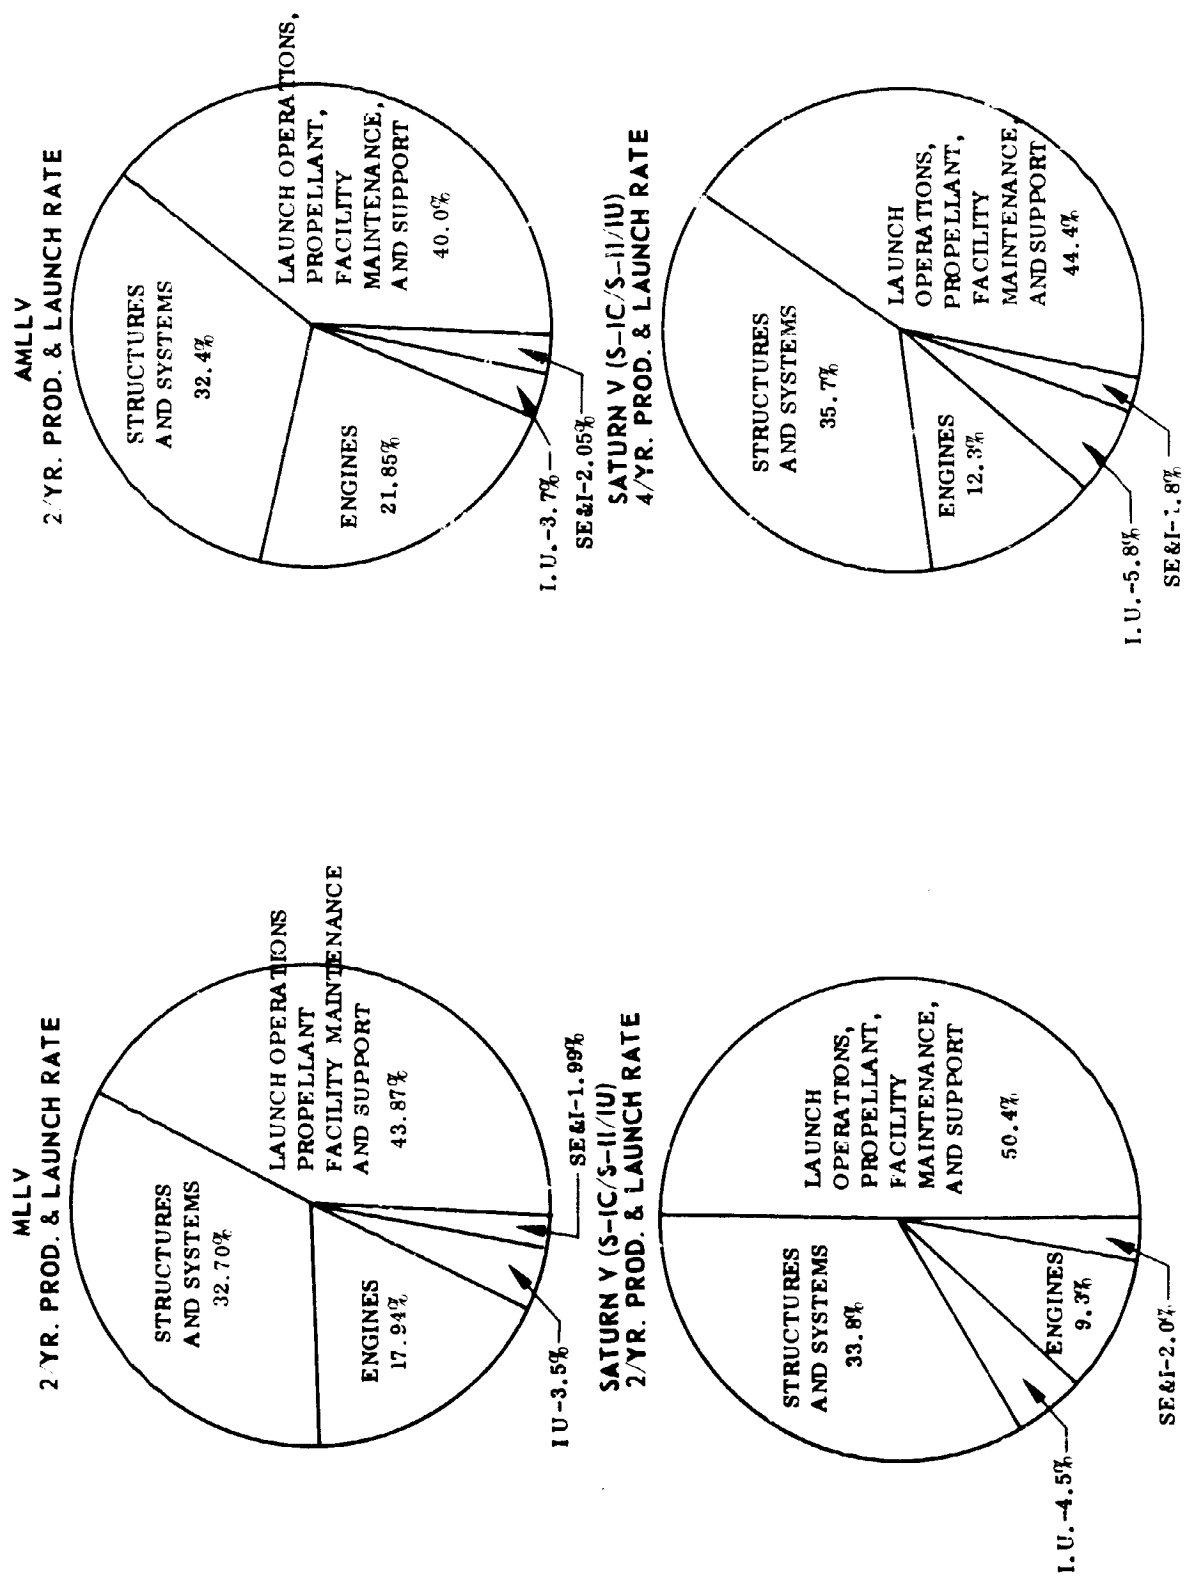 MLLV
2/YR. PROD. & LAUNCH RATE
STRUCTURES
AND SYSTEMS
32.70%
LAUNCH OPERATIONS
PROPELLANT
FACILITY MAINTENANCE
AND SUPPORT
43.87%
ENGINES
17.94%
IU-3.5%
SE&I-1.99%
AMLLV
2/YR. PROD. & LAUNCH RATE
STRUCTURES
AND SYSTEMS
32.4%
LAUNCH OPERATIONS,
PROPELLANT,
FACILITY
MAINTENANCE,
AND SUPPORT
40.0%
ENGINES
21.85%
I.U.-3.7%
SE&I-2.05%
SATURN V (S-IC/S-II/IU)
2/YR. PROD. & LAUNCH RATE
STRUCTURES
AND SYSTEMS
33.8%
LAUNCH
OPERATIONS,
PROPELLANT,
FACILITY
MAINTENANCE,
AND SUPPORT
50.4%
ENGINES
9.3%
I.U.-4.5%
SE&I-2.0%
SATURN V (S-IC/S-II/IU)
4/YR. PROD. & LAUNCH RATE
STRUCTURES
AND SYSTEMS
35.7%
LAUNCH
OPERATIONS,
PROPELLANT,
FACILITY
MAINTENANCE,
AND SUPPORT
44.4%
ENGINES
12.3%
I.U.-5.8%
SE&I-1.8%